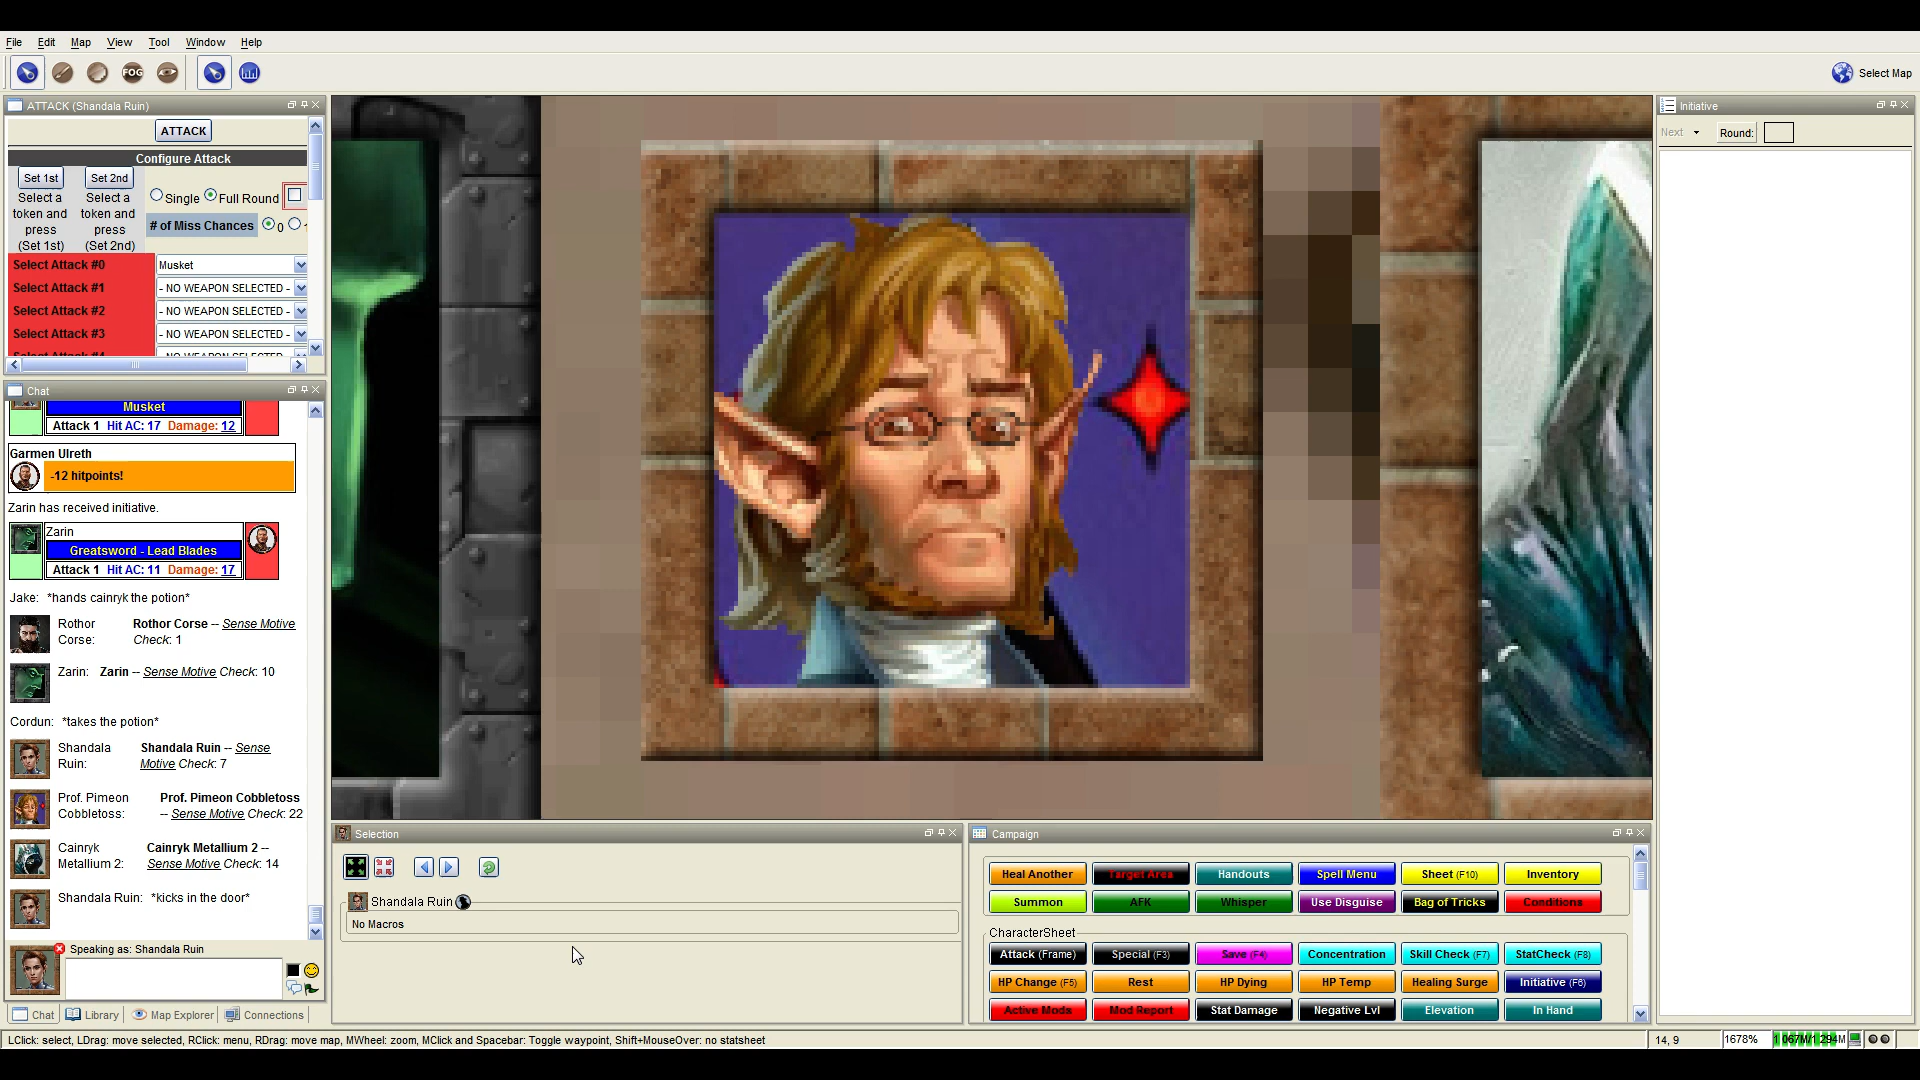 File Edit Map View Tool Window Help
FOG
Select Map
ATTACK (Shandala Ruin)
ATTACK
Configure Attack
Set 1st Set 2nd
Select a token and press (Set 1st)
Select a token and press (Set 2nd)
Single Full Round
# of Miss Chances 0
Select Attack #0 Musket
Select Attack #1 - NO WEAPON SELECTED -
Select Attack #2 - NO WEAPON SELECTED -
Select Attack #3 - NO WEAPON SELECTED -
Chat
Musket
Attack 1 Hit AC: 17 Damage: 12
Garmen Ulreth
-12 hitpoints!
Zarin has received initiative.
Zarin
Greatsword - Lead Blades
Attack 1 Hit AC: 11 Damage: 17
Jake: *hands cainryk the potion*
Rothor Corse: Rothor Corse -- Sense Motive Check: 1
Zarin: Zarin -- Sense Motive Check: 10
Cordun: *takes the potion*
Shandala Ruin: Shandala Ruin -- Sense Motive Check: 7
Prof. Pimeon Cobbletoss: Prof. Pimeon Cobbletoss -- Sense Motive Check: 22
Cainryk Metallium 2: Cainryk Metallium 2 -- Sense Motive Check: 14
Shandala Ruin: *kicks in the door*
Speaking as: Shandala Ruin
Chat Library Map Explorer Connections
Selection
Shandala Ruin
No Macros
Campaign
Heal Another Target Area Handouts Spell Menu Sheet (F10) Inventory
Summon AFK Whisper Use Disguise Bag of Tricks Conditions
CharacterSheet
Attack (Frame) Special (F3) Save (F4) Concentration Skill Check (F7) StatCheck (F8)
HP Change (F5) Rest HP Dying HP Temp Healing Surge Initiative (F6)
Active Mods Mod Report Stat Damage Negative Lvl Elevation In Hand
Initiative
Next Round:
LClick: select, LDrag: move selected, RClick: menu, RDrag: move map, MWheel: zoom, MClick and Spacebar: Toggle waypoint, Shift+MouseOver: no statsheet
14, 9 1678% 1 067M/1 294M